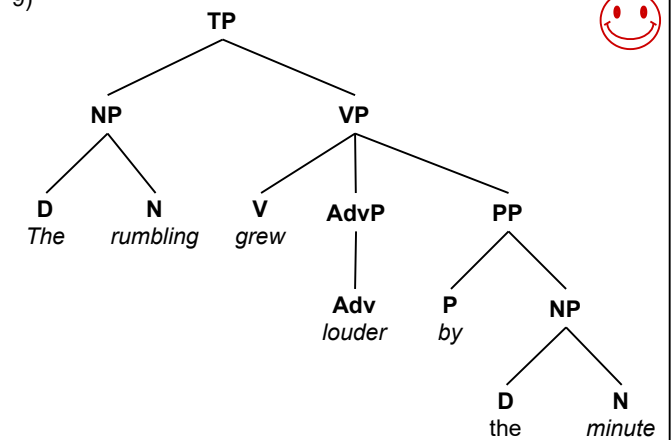 9)
TP
NP VP
D N V AdvP PP
The rumbling grew
Adv P NP
louder by
D N
the minute